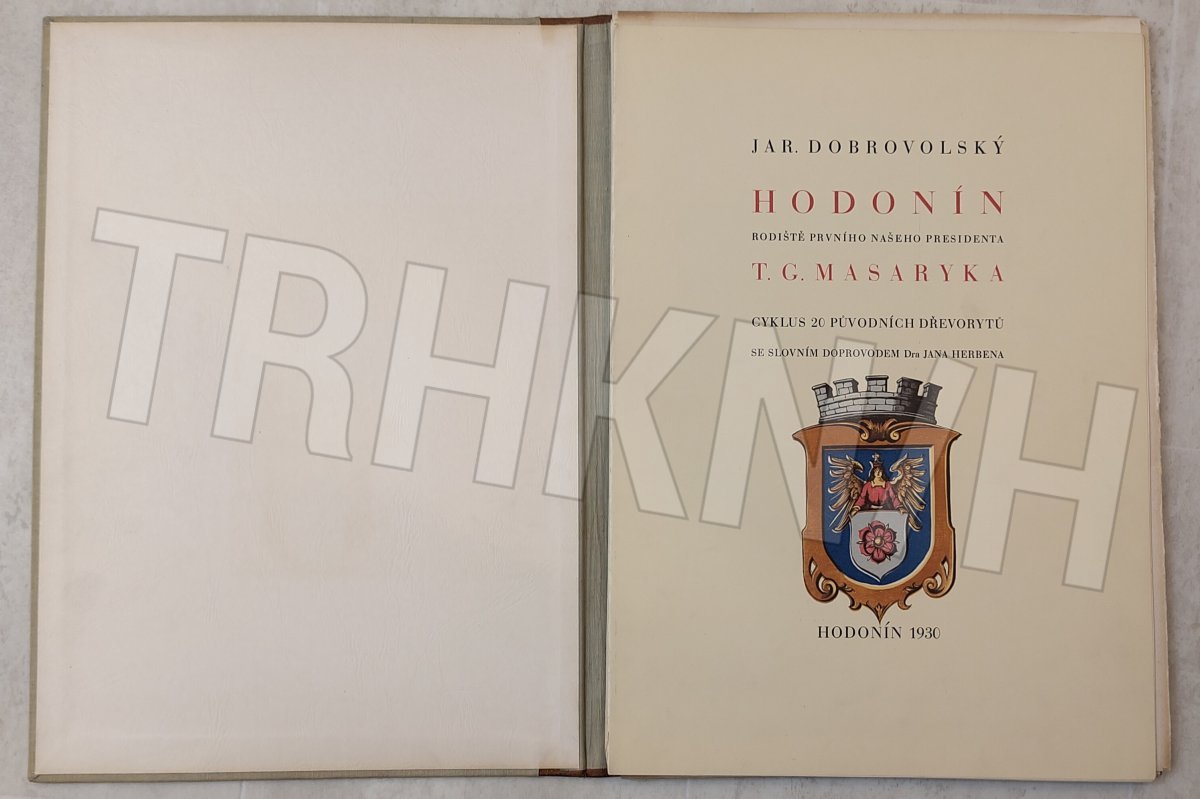 JAR. DOBROVOLSKÝ
HODONÍN
RODIŠTĚ PRVNÍHO NAŠEHO PRESIDENTA
T. G. MASARYKA
CYKLUS 20 PŮVODNÍCH DŘEVORYTŮ
SE SLOVNÍM DOPROVODEM Dra JANA HERBENA
HODONÍN 1930
TRHKNIH